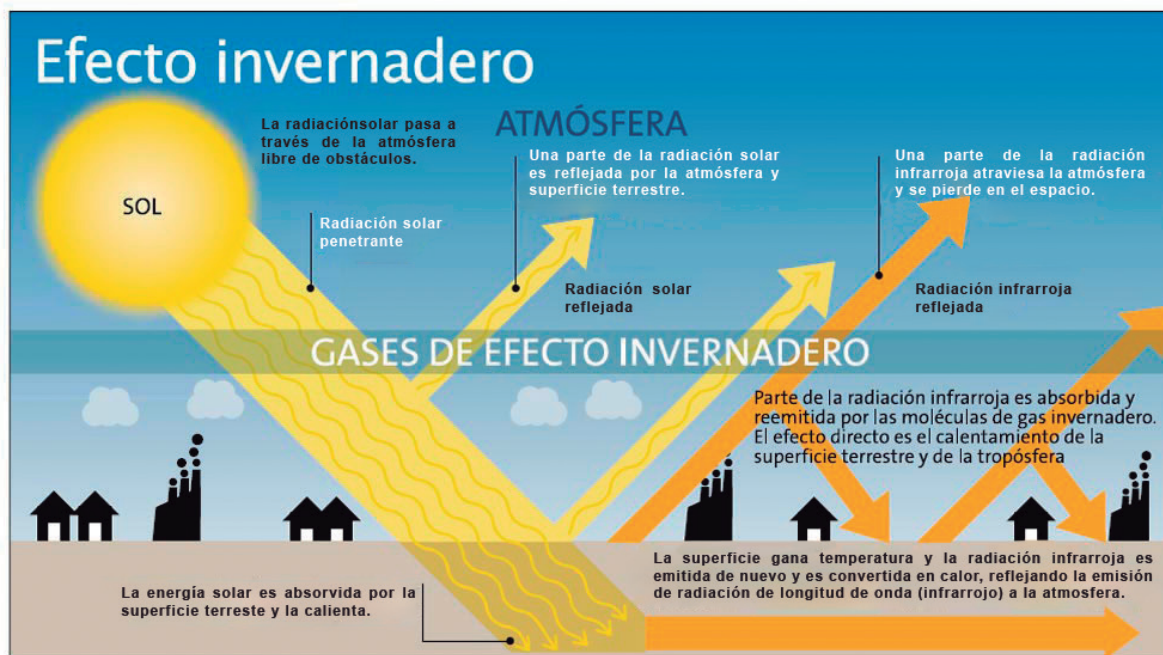 Efecto invernadero
SOL
La radiaciónsolar pasa a
través de la atmósfera
libre de obstáculos.
ATMÓSFERA
Una parte de la radiación solar
es reflejada por la atmósfera y
superficie terrestre.
Una parte de la radiación
infrarroja atraviesa la atmósfera
y se pierde en el espacio.
Radiación solar
penetrante
Radiación solar
reflejada
Radiación infrarroja
reflejada
GASES DE EFECTO INVERNADERO
Parte de la radiación infrarroja es absorbida y
reemitida por las moléculas de gas invernadero.
El efecto directo es el calentamiento de la
superficie terrestre y de la tropósfera
La energía solar es absorvida por la
superficie terreste y la calienta.
La superficie gana temperatura y la radiación infrarroja es
emitida de nuevo y es convertida en calor, reflejando la emisión
de radiación de longitud de onda (infrarrojo) a la atmosfera.